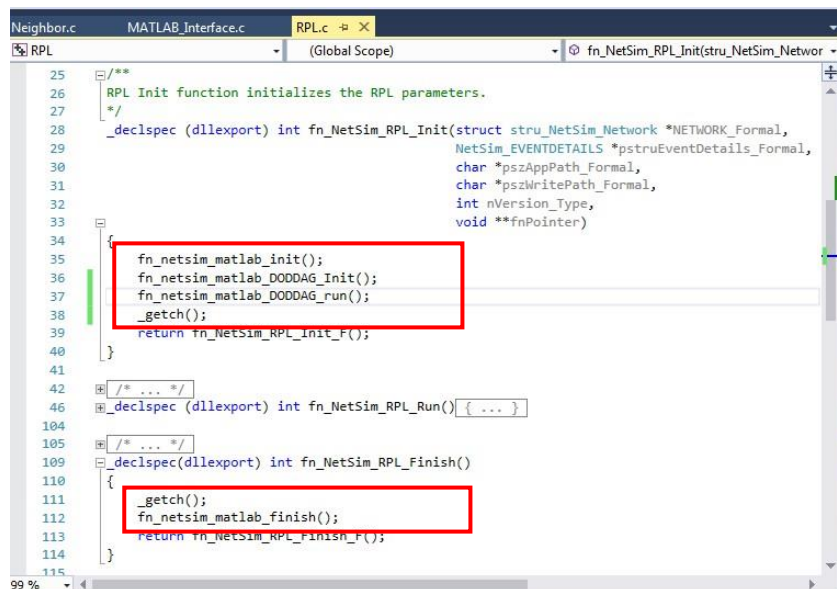 Neighbor.c MATLAB_Interface.c RPL.c
RPL (Global Scope) fn_NetSim_RPL_Init(stru_NetSim_Networ
25 /**
26 RPL Init function initializes the RPL parameters.
27 */
28 _declspec (dllexport) int fn_NetSim_RPL_Init(struct stru_NetSim_Network *NETWORK_Formal,
29 NetSim_EVENTDETAILS *pstruEventDetails_Formal,
30 char *pszAppPath_Formal,
31 char *pszWritePath_Formal,
32 int nVersion_Type,
33 void **fnPointer)
34 {
35 fn_netsim_matlab_init();
36 fn_netsim_matlab_DODDAG_Init();
37 fn_netsim_matlab_DODDAG_run();
38 _getch();
39 return fn_NetSim_RPL_Init_F();
40 }
41
42 /* ... */
46 _declspec (dllexport) int fn_NetSim_RPL_Run() { ... }
104
105 /* ... */
109 _declspec(dllexport) int fn_NetSim_RPL_Finish()
110 {
111 _getch();
112 fn_netsim_matlab_finish();
113 return fn_NetSim_RPL_Finish_F();
114 }
115
99 %